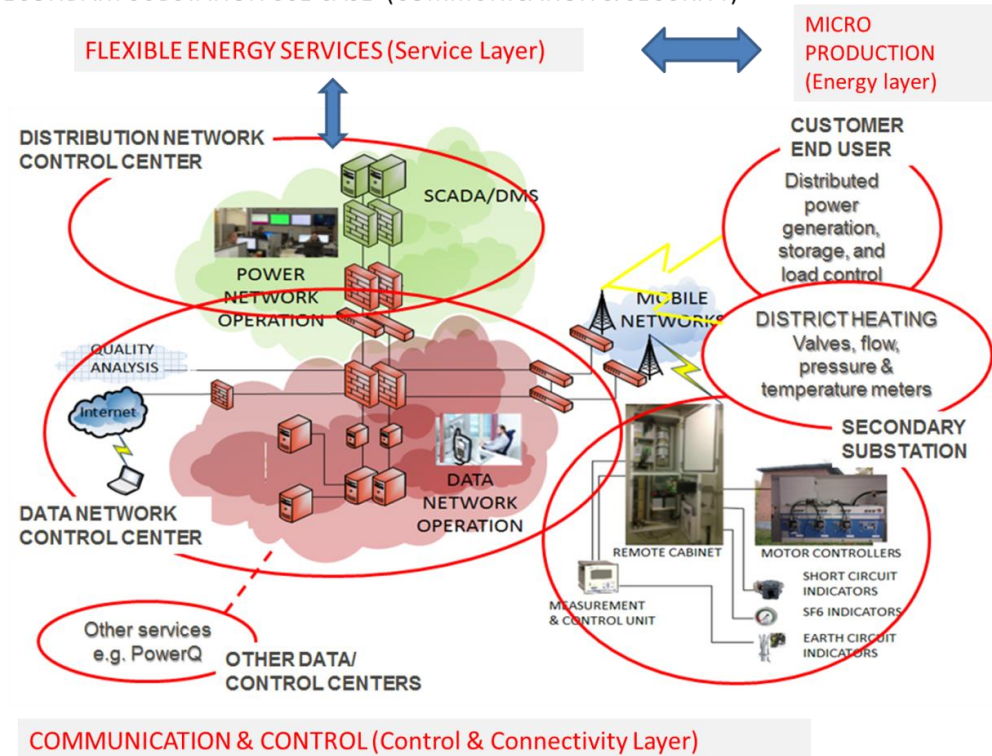 FLEXIBLE ENERGY SERVICES (Service Layer)
MICRO
PRODUCTION
(Energy layer)
DISTRIBUTION NETWORK
CONTROL CENTER
SCADA/DMS
POWER
NETWORK
OPERATION
CUSTOMER
END USER
Distributed
power
generation,
storage, and
load control
MOBILE
NETWORKS
DISTRICT HEATING
Valves, flow,
pressure &
temperature meters
QUALITY
ANALYSIS
Internet
DATA
NETWORK
OPERATION
DATA NETWORK
CONTROL CENTER
SECONDARY
SUBSTATION
REMOTE CABINET
MOTOR CONTROLLERS
MEASUREMENT
& CONTROL UNIT
SHORT CIRCUIT
INDICATORS
SF6 INDICATORS
EARTH CIRCUIT
INDICATORS
Other services
e.g. PowerQ
OTHER DATA/
CONTROL CENTERS
COMMUNICATION & CONTROL (Control & Connectivity Layer)